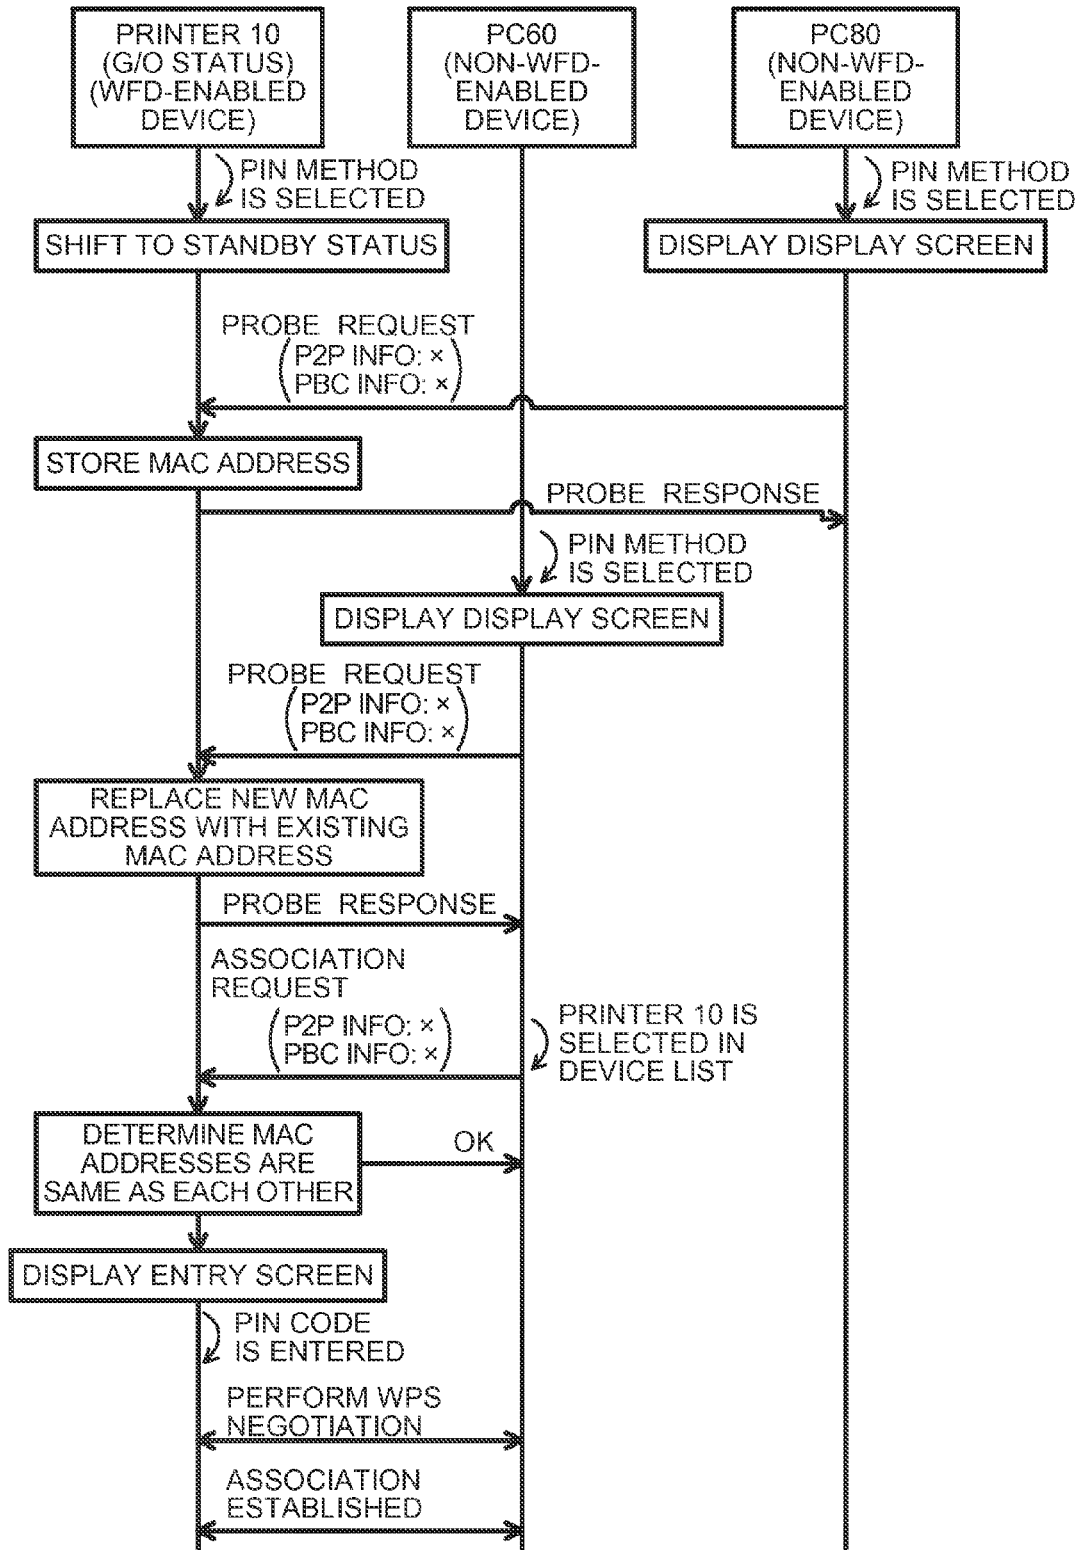 PRINTER 10
(G/O STATUS)
(WFD-ENABLED
DEVICE)
PC60
(NON-WFD-
ENABLED
DEVICE)
PC80
(NON-WFD-
ENABLED
DEVICE)
PIN METHOD
IS SELECTED
PIN METHOD
IS SELECTED
SHIFT TO STANDBY STATUS
DISPLAY DISPLAY SCREEN
PROBE REQUEST
(P2P INFO: ×
PBC INFO: ×)
STORE MAC ADDRESS
PROBE RESPONSE
PIN METHOD
IS SELECTED
DISPLAY DISPLAY SCREEN
PROBE REQUEST
(P2P INFO: ×
PBC INFO: ×)
REPLACE NEW MAC
ADDRESS WITH EXISTING
MAC ADDRESS
PROBE RESPONSE
ASSOCIATION
REQUEST
(P2P INFO: ×
PBC INFO: ×)
PRINTER 10 IS
SELECTED IN
DEVICE LIST
DETERMINE MAC
ADDRESSES ARE
SAME AS EACH OTHER
OK
DISPLAY ENTRY SCREEN
PIN CODE
IS ENTERED
PERFORM WPS
NEGOTIATION
ASSOCIATION
ESTABLISHED